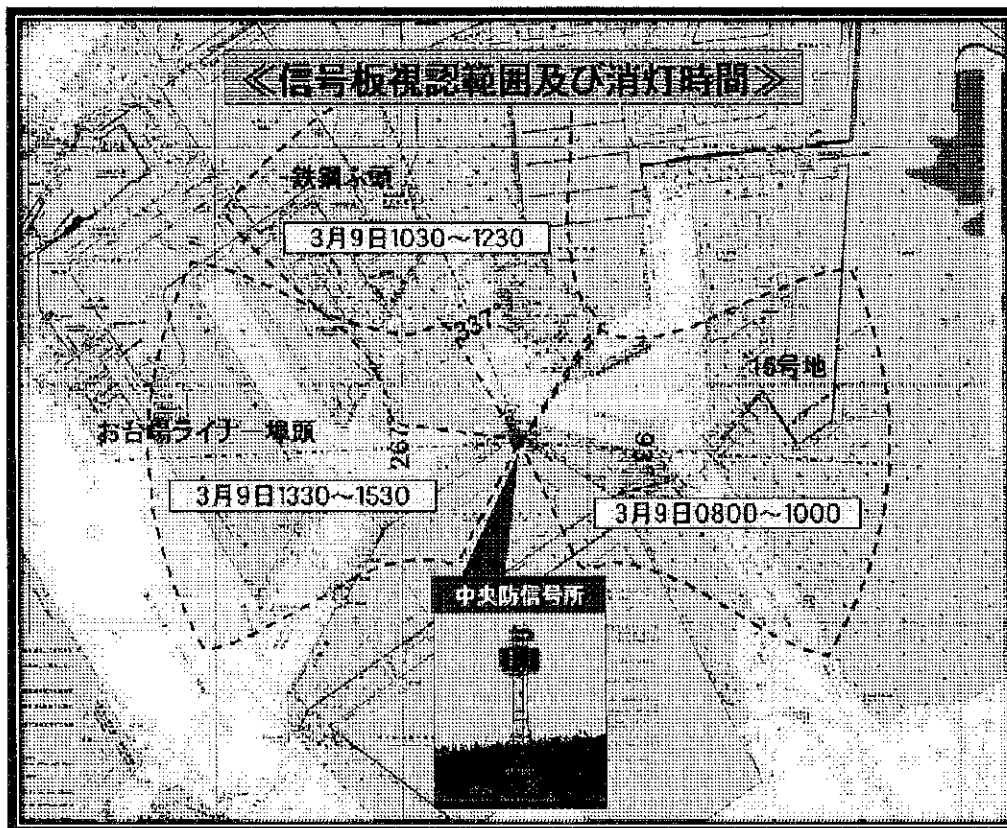 ≪信号板視認範囲及び消灯時間≫
鉄鋼ふ頭
3月9日1030～1230
337°
15号地
お台場ライナー埠頭
267°
93°
3月9日1330～1530
3月9日0800～1000
中央防信号所